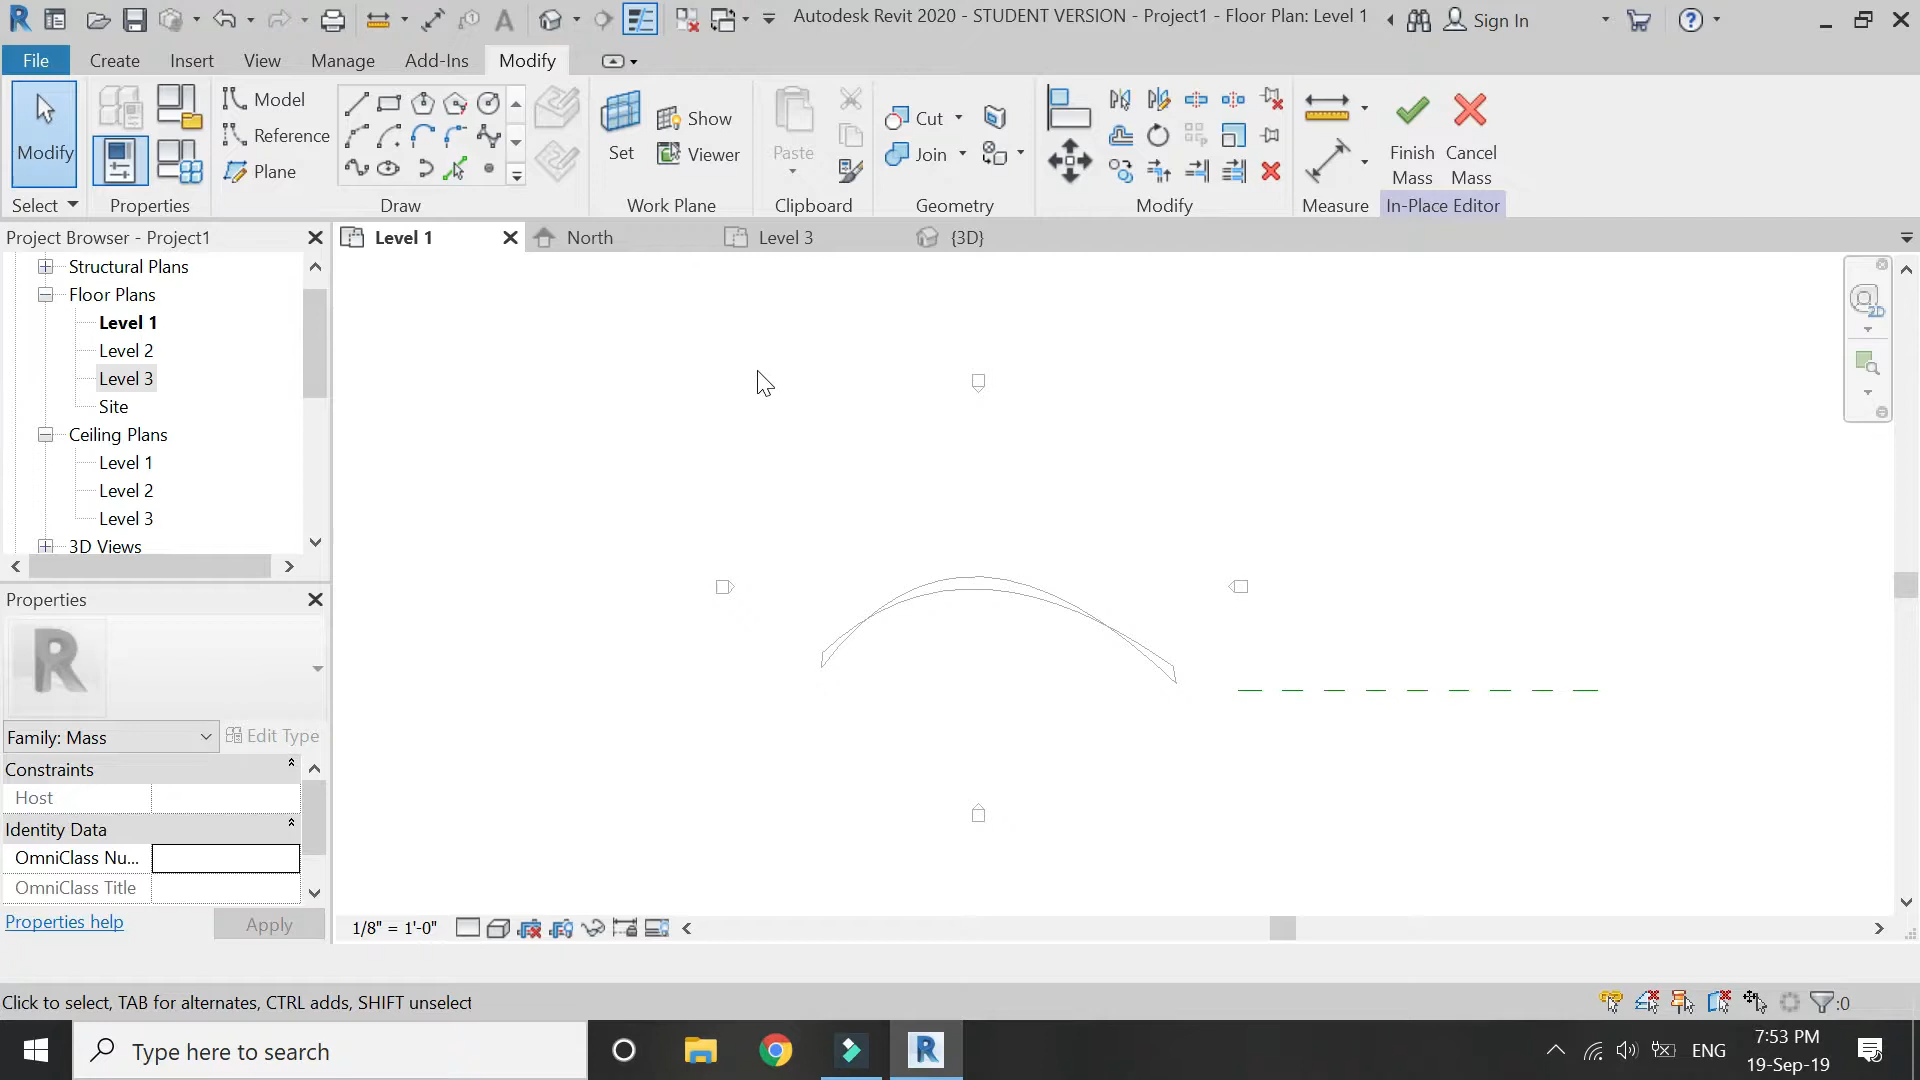 Autodesk Revit 2020 - STUDENT VERSION - Project1 - Floor Plan: Level 1
Sign In
File
Create
Insert
View
Manage
Add-Ins
Modify
Modify
Model
Reference
Plane
Set
Show
Viewer
Paste
Cut
Join
Finish Mass
Cancel Mass
Select
Properties
Draw
Work Plane
Clipboard
Geometry
Modify
Measure
In-Place Editor
Project Browser - Project1
Level 1
North
Level 3
{3D}
Structural Plans
Floor Plans
Level 1
Level 2
Level 3
Site
Ceiling Plans
Level 1
Level 2
Level 3
3D Views
2D
Properties
R
Family: Mass
Edit Type
Constraints
Host
Identity Data
OmniClass Nu...
OmniClass Title
Properties help
Apply
1/8" = 1'-0"
Click to select, TAB for alternates, CTRL adds, SHIFT unselect
:0
Type here to search
R
ENG
7:53 PM
19-Sep-19